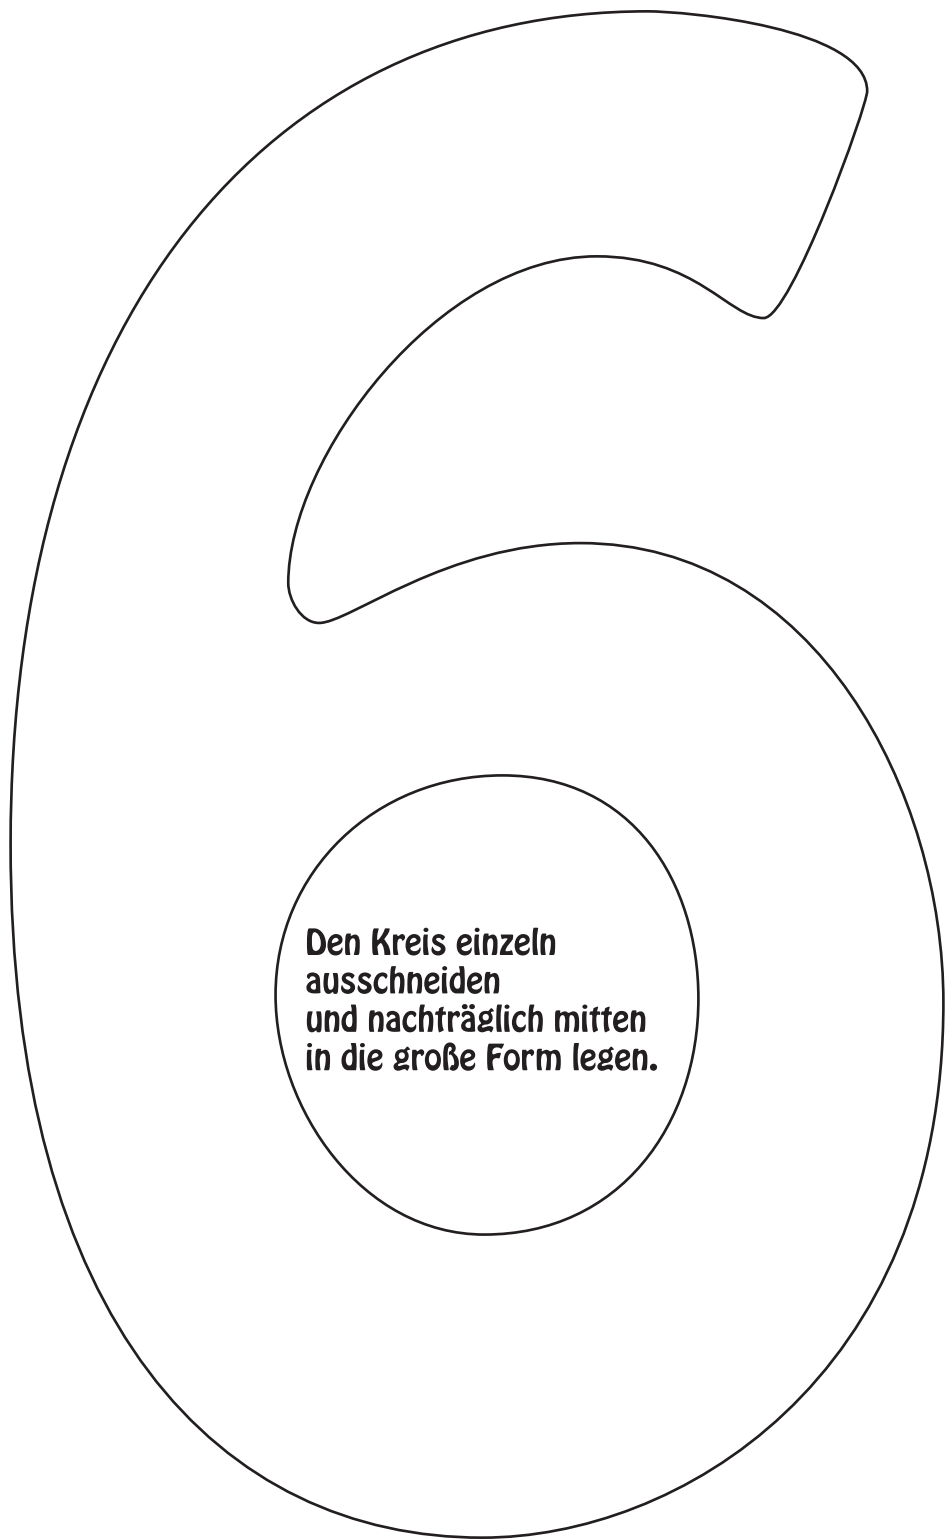 Den Kreis einzeln
ausschneiden
und nachträglich mitten
in die große Form legen.